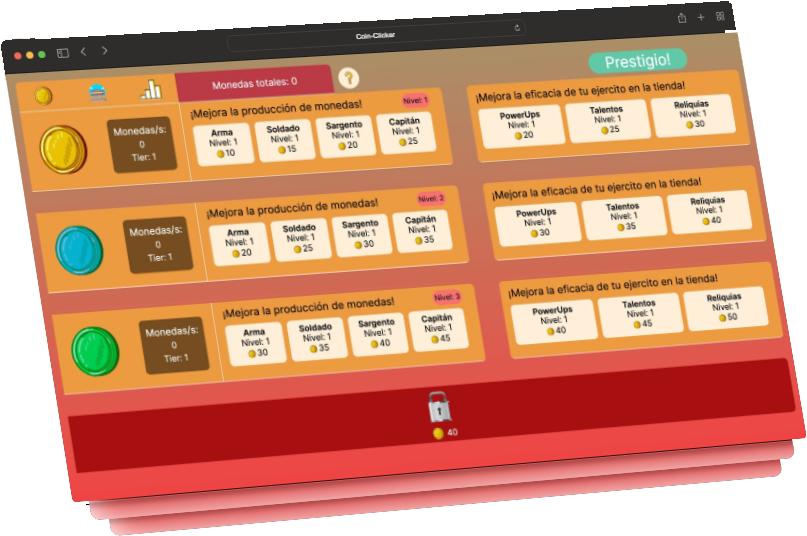 Coin-Clicker
Prestigio!
Monedas totales: 0
?
¡Mejora la producción de monedas!
Nivel: 1
Monedas/s:
0
Tier: 1
Arma
Nivel: 1
10
Soldado
Nivel: 1
15
Sargento
Nivel: 1
20
Capitán
Nivel: 1
25
¡Mejora la eficacia de tu ejercito en la tienda!
PowerUps
Nivel: 1
20
Talentos
Nivel: 1
25
Reliquias
Nivel: 1
30
¡Mejora la producción de monedas!
Nivel: 2
Monedas/s:
0
Tier: 1
Arma
Nivel: 1
20
Soldado
Nivel: 1
25
Sargento
Nivel: 1
30
Capitán
Nivel: 1
35
¡Mejora la eficacia de tu ejercito en la tienda!
PowerUps
Nivel: 1
30
Talentos
Nivel: 1
35
Reliquias
Nivel: 1
40
¡Mejora la producción de monedas!
Nivel: 3
Monedas/s:
0
Tier: 1
Arma
Nivel: 1
30
Soldado
Nivel: 1
35
Sargento
Nivel: 1
40
Capitán
Nivel: 1
45
¡Mejora la eficacia de tu ejercito en la tienda!
PowerUps
Nivel: 1
40
Talentos
Nivel: 1
45
Reliquias
Nivel: 1
50
40